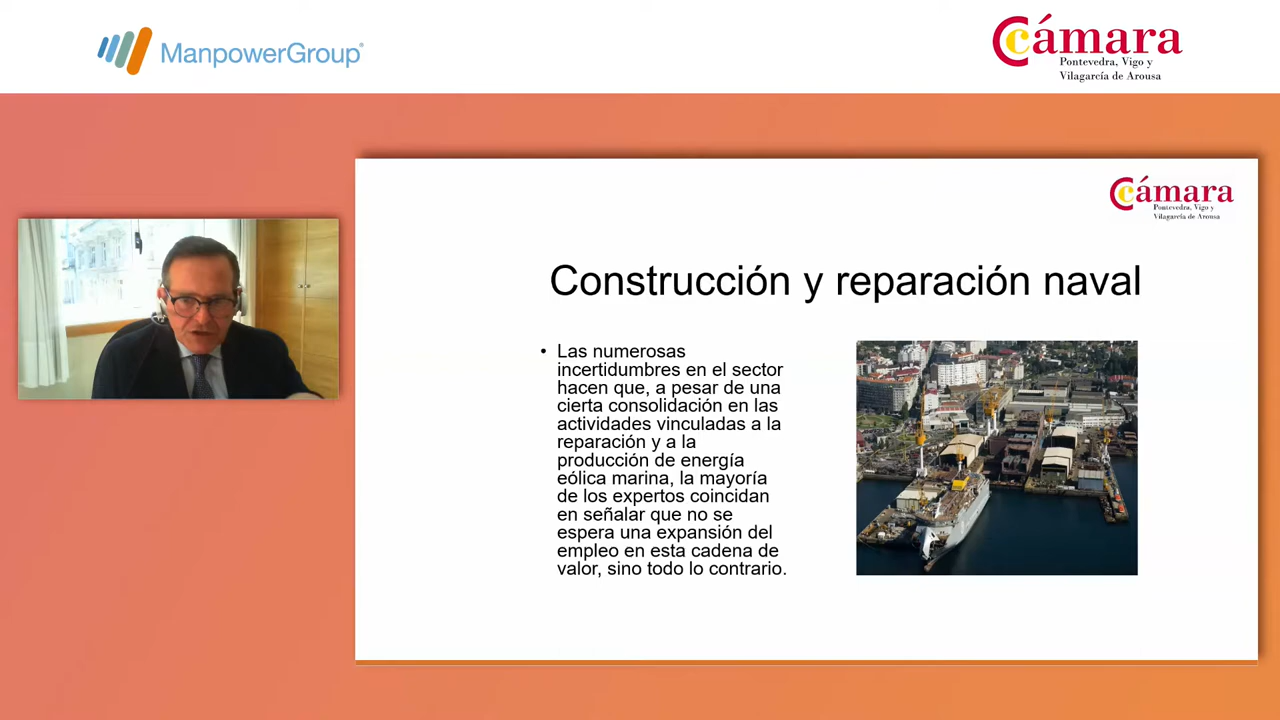 ManpowerGroup®
Cámara
Pontevedra, Vigo y
Vilagarcía de Arousa
Cámara
Pontevedra, Vigo y
Vilagarcía de Arousa
Construcción y reparación naval
• Las numerosas
incertidumbres en el sector
hacen que, a pesar de una
cierta consolidación en las
actividades vinculadas a la
reparación y a la
producción de energía
eólica marina, la mayoría
de los expertos coincidan
en señalar que no se
espera una expansión del
empleo en esta cadena de
valor, sino todo lo contrario.